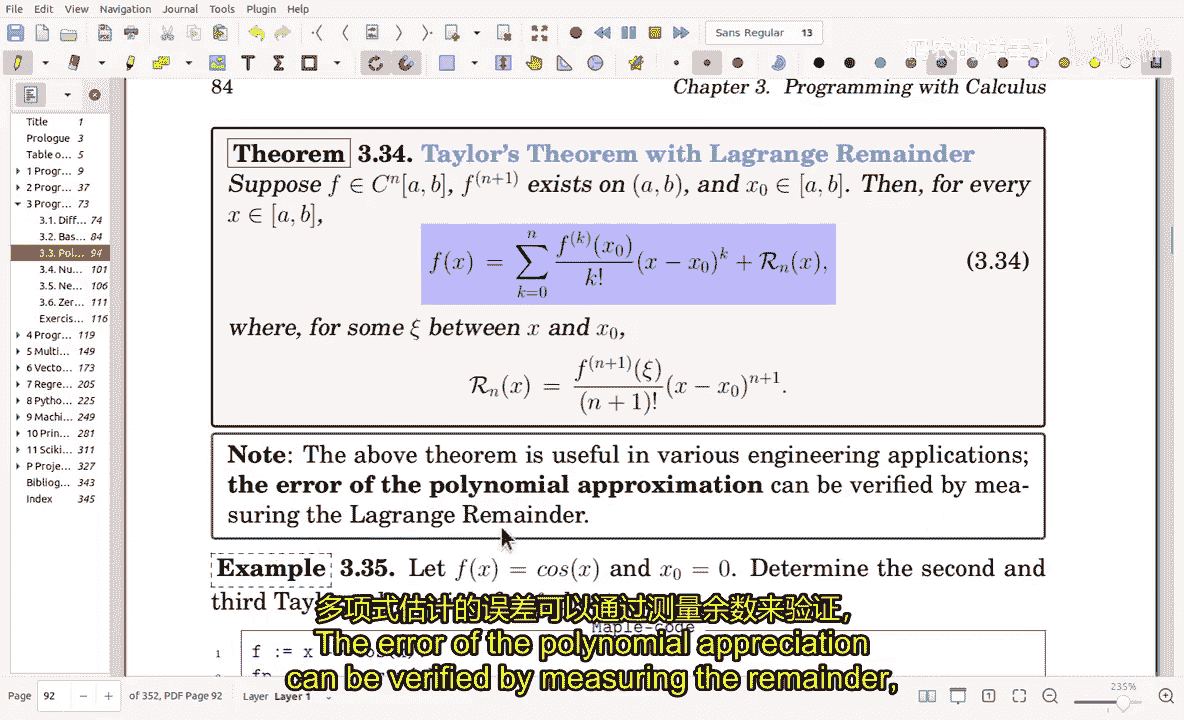 File Edit View Navigation Journal Tools Plugin Help
Sans Regular 13
Title 1
Prologue 3
Table o... 5
1 Progr... 9
2 Progr... 37
3 Progr... 73
3.1. Diff... 74
3.2. Bas... 84
3.3. Pol... 94
3.4. Nu... 101
3.5. Ne... 106
3.6. Zer... 111
Exercis... 116
4 Progr... 119
5 Multi... 149
6 Vecto... 173
7 Regre... 205
8 Pytho... 225
9 Machi... 249
10 Prin... 281
11 Sciki... 311
P Proje... 327
Bibliog... 343
Index 345
84 Chapter 3. Programming with Calculus
Theorem 3.34. Taylor's Theorem with Lagrange Remainder
Suppose f ∈ Cⁿ[a, b], f⁽ⁿ⁺¹⁾ exists on (a, b), and x₀ ∈ [a, b]. Then, for every
x ∈ [a, b],
f(x) = ∑_{k=0}^{n} f⁽ᵏ⁾(x₀)/k! (x − x₀)ᵏ + ℛₙ(x), (3.34)
where, for some ξ between x and x₀,
ℛₙ(x) = f⁽ⁿ⁺¹⁾(ξ)/(n + 1)! (x − x₀)ⁿ⁺¹.
Note: The above theorem is useful in various engineering applications;
the error of the polynomial approximation can be verified by mea-
suring the Lagrange Remainder.
Example 3.35. Let f(x) = cos(x) and x₀ = 0. Determine the second and
third Tay
Maple-code
1 f := x
多项式估计的误差可以通过测量余数来验证,
The error of the polynomial appreciation
can be verified by measuring the remainder,
Page 92 of 352, PDF Page 92 Layer Layer 1 235%